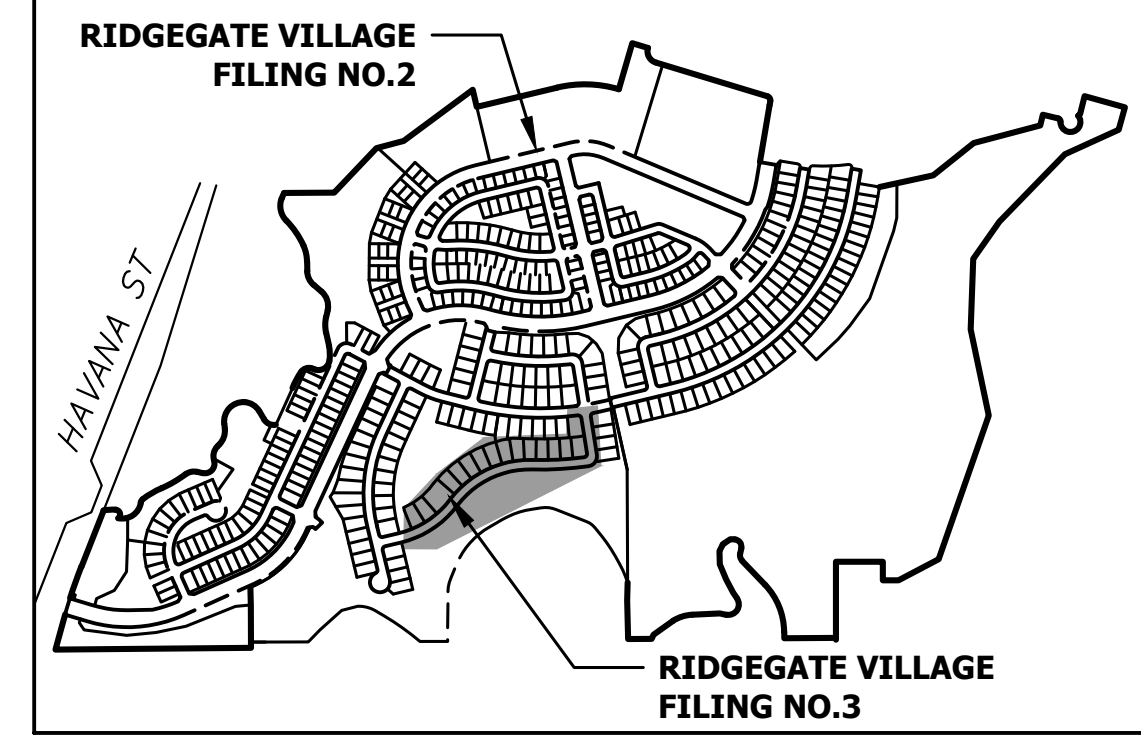 RIDGEGATE VILLAGE
FILING NO.2
HAVANA ST
RIDGEGATE VILLAGE
FILING NO.3